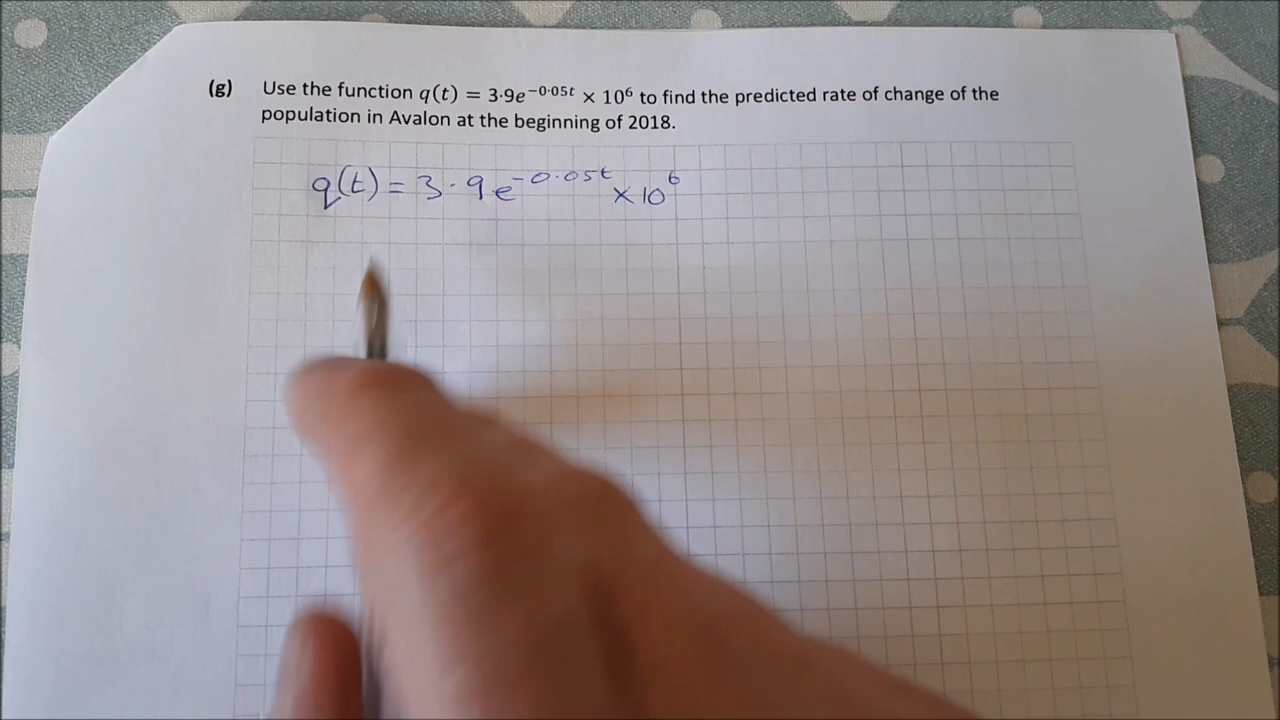 (g) Use the function q(t) = 3·9e^{-0·05t} × 10^6 to find the predicted rate of change of the
population in Avalon at the beginning of 2018.
q(t) = 3·9e^{-0.05t} × 10^6